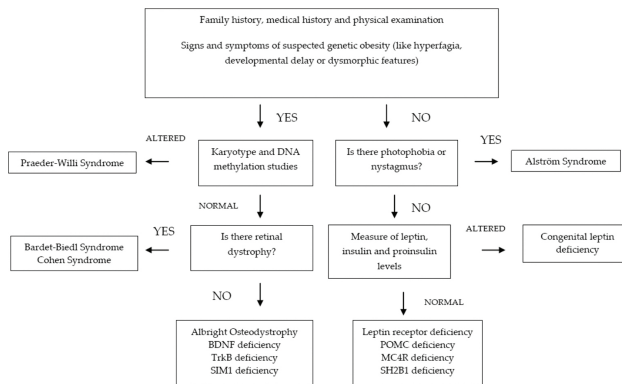 Family history, medical history and physical examination
Signs and symptoms of suspected genetic obesity (like hyperfagia,
developmental delay or dysmorphic features)
YES
NO
ALTERED
YES
Praeder-Willi Syndrome
Karyotype and DNA
methylation studies
Is there photophobia or
nystagmus?
Alström Syndrome
NORMAL
NO
YES
ALTERED
Bardet-Biedl Syndrome
Cohen Syndrome
Is there retinal
dystrophy?
Measure of leptin,
insulin and proinsulin
levels
Congenital leptin
deficiency
NO
NORMAL
Albright Osteodystrophy
BDNF deficiency
TrkB deficiency
SIM1 deficiency
Leptin receptor deficiency
POMC deficiency
MC4R deficiency
SH2B1 deficiency